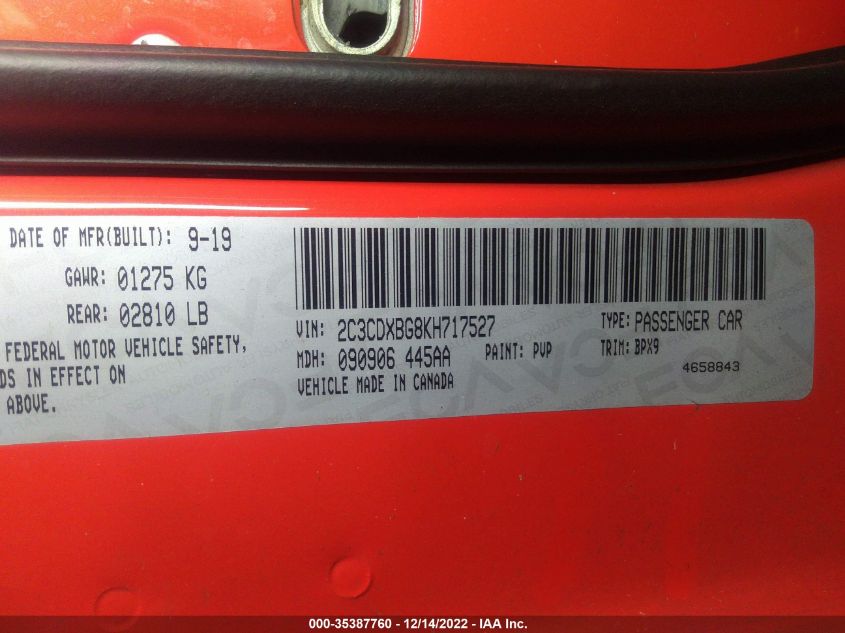 DATE OF MFR(BUILT): 9-19
GAWR: 01275 KG
REAR: 02810 LB
FEDERAL MOTOR VEHICLE SAFETY,
DS IN EFFECT ON
ABOVE.
VIN: 2C3CDXBG8KH717527
TYPE: PASSENGER CAR
MDH: 090906 445AA
PAINT: PVP
TRIM: BPX9
VEHICLE MADE IN CANADA
4658843
000-35387760 - 12/14/2022 - IAA Inc.